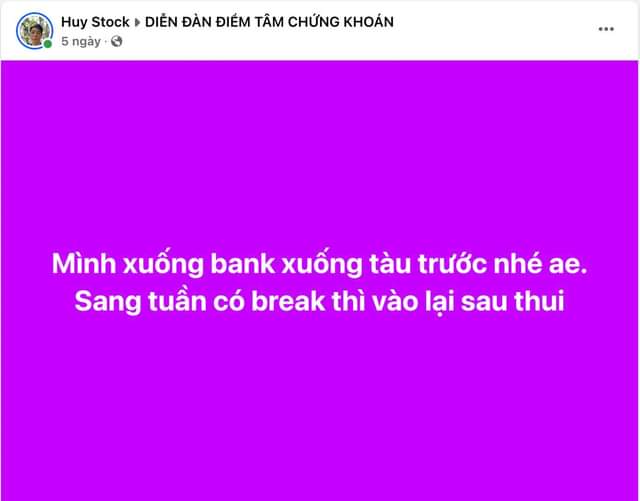 Huy Stock ▸ DIỄN ĐÀN ĐIỂM TÂM CHỨNG KHOÁN
5 ngày ·
Mình xuống bank xuống tàu trước nhé ae.
Sang tuần có break thì vào lại sau thui